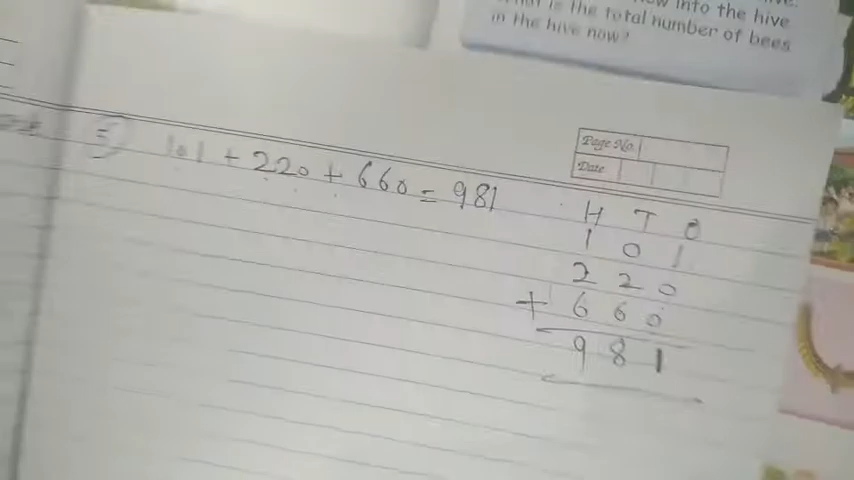 into the hive
is the total number of bees
in the hive now?
Page No.
Date
101 + 220 + 660 = 981
H T O
1 0 1
2 2 0
+ 6 6 0
9 8 1